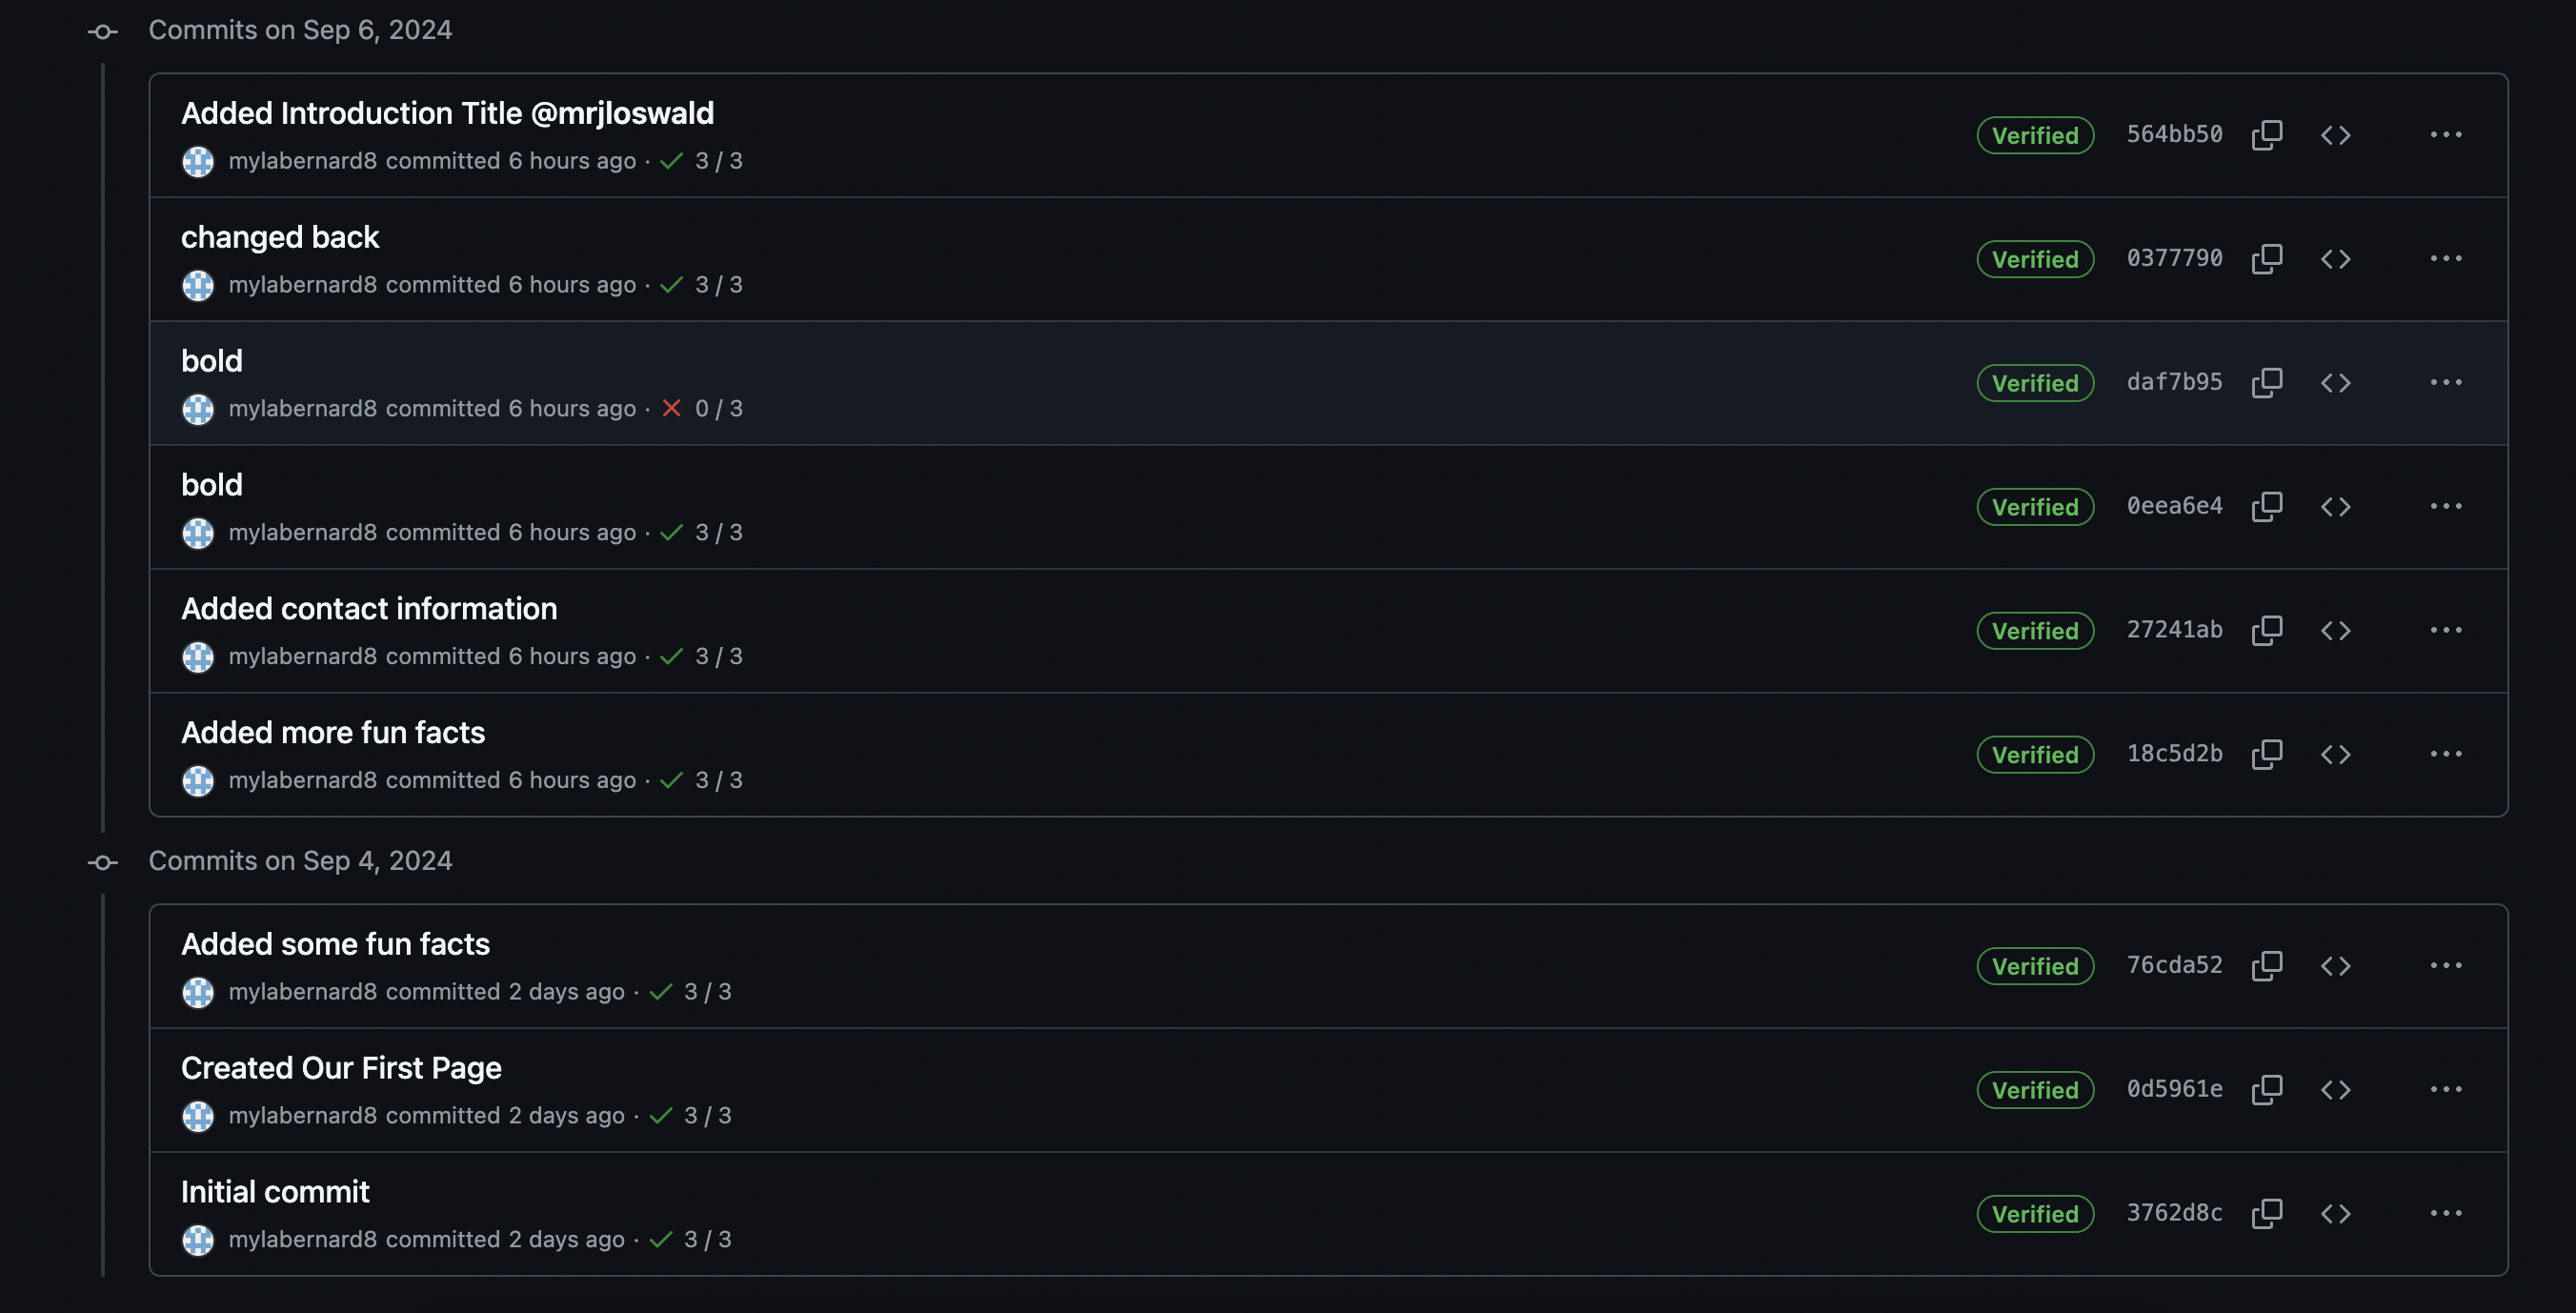 Commits on Sep 6, 2024
Added Introduction Title @mrjloswald
mylabernard8 committed 6 hours ago · 3 / 3
Verified 564bb50
changed back
mylabernard8 committed 6 hours ago · 3 / 3
Verified 0377790
bold
mylabernard8 committed 6 hours ago · 0 / 3
Verified daf7b95
bold
mylabernard8 committed 6 hours ago · 3 / 3
Verified 0eea6e4
Added contact information
mylabernard8 committed 6 hours ago · 3 / 3
Verified 27241ab
Added more fun facts
mylabernard8 committed 6 hours ago · 3 / 3
Verified 18c5d2b
Commits on Sep 4, 2024
Added some fun facts
mylabernard8 committed 2 days ago · 3 / 3
Verified 76cda52
Created Our First Page
mylabernard8 committed 2 days ago · 3 / 3
Verified 0d5961e
Initial commit
mylabernard8 committed 2 days ago · 3 / 3
Verified 3762d8c